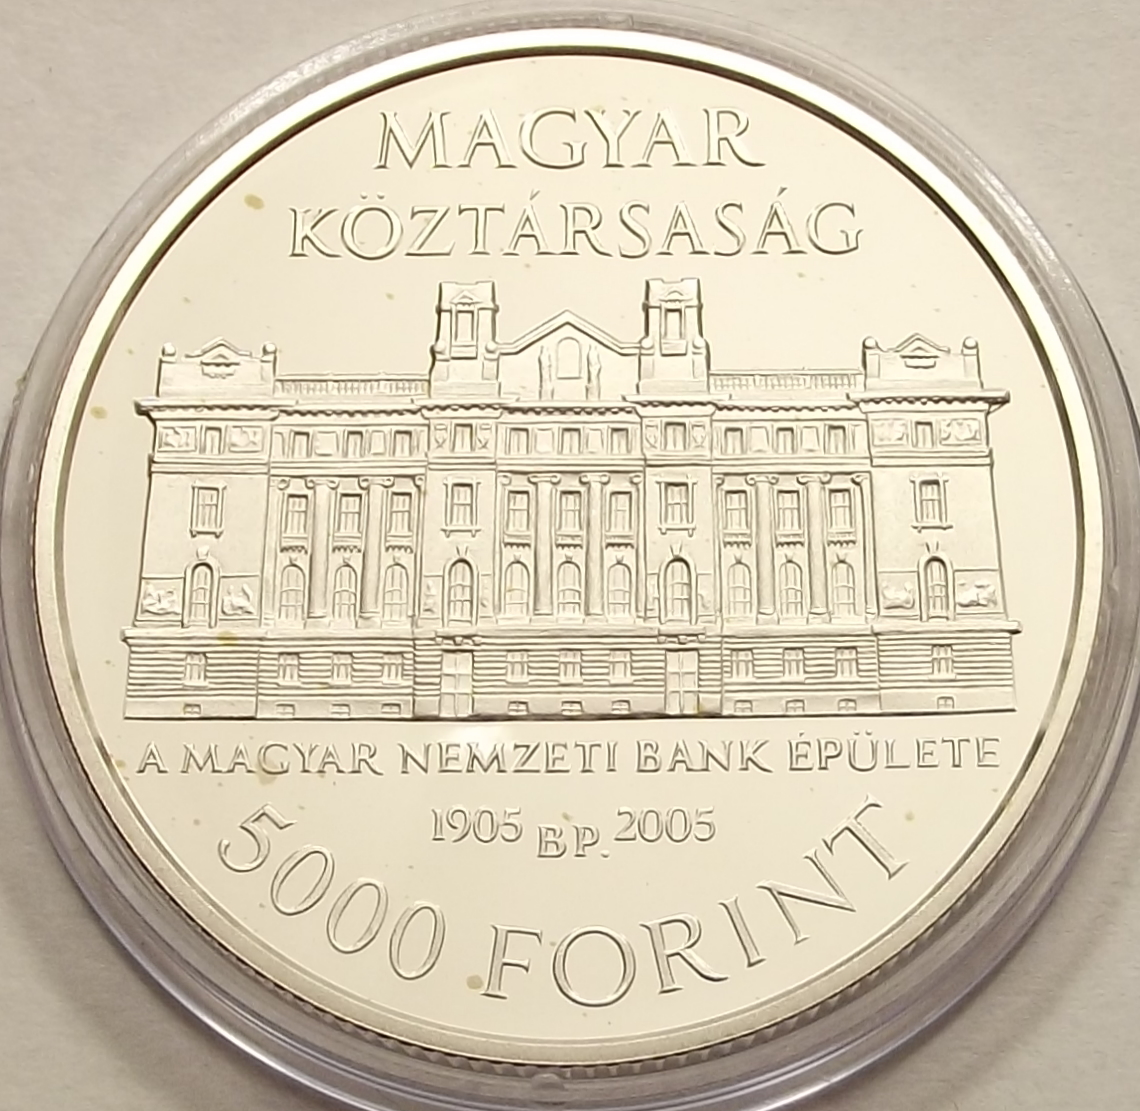 MAGYAR
KÖZTÁRSASÁG
A MAGYAR NEMZETI BANK ÉPÜLETE
1905 BP. 2005
5000 FORINT